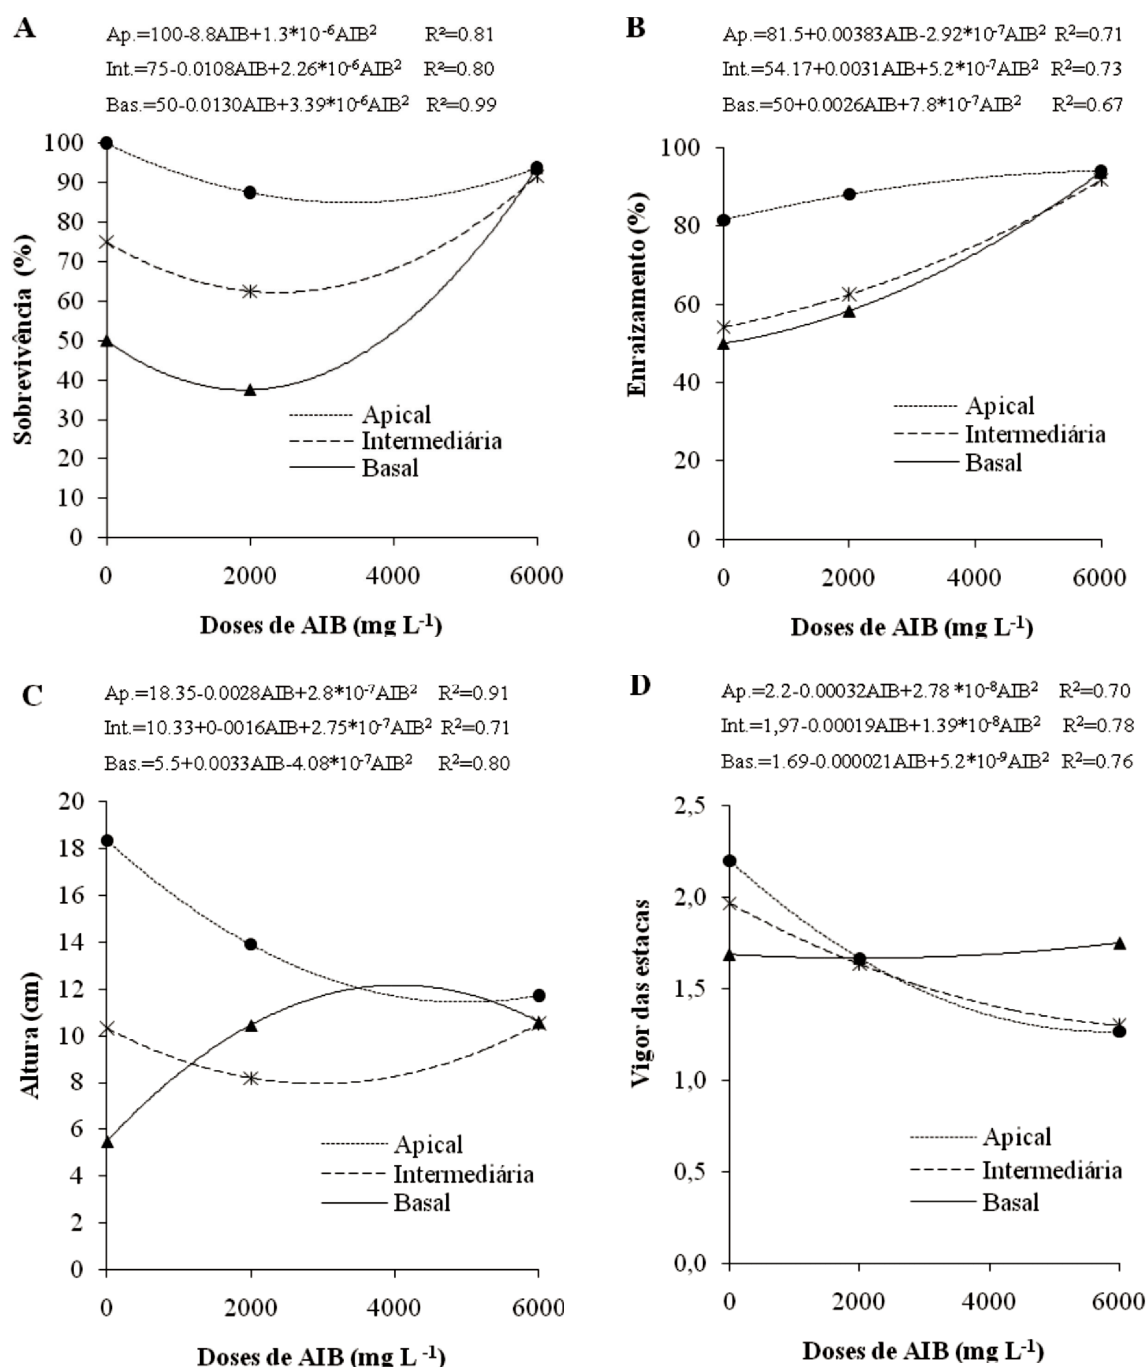 A
Ap.=100-8.8AIB+1.3*10⁻⁶AIB² R²=0.81
Int.=75-0.0108AIB+2.26*10⁻⁶AIB² R²=0.80
Bas.=50-0.0130AIB+3.39*10⁻⁶AIB² R²=0.99
100
90
80
70
60
50
40
30
20
10
0
Sobrevivência (%)
Apical
Intermediária
Basal
0 2000 4000 6000
Doses de AIB (mg L⁻¹)
B
Ap.=81.5+0.00383AIB-2.92*10⁻⁷AIB² R²=0.71
Int.=54.17+0.0031AIB+5.2*10⁻⁷AIB² R²=0.73
Bas.=50+0.0026AIB+7.8*10⁻⁷AIB² R²=0.67
100
80
60
40
20
0
Enraizamento (%)
Apical
Intermediária
Basal
0 2000 4000 6000
Doses de AIB (mg L⁻¹)
C
Ap.=18.35-0.0028AIB+2.8*10⁻⁷AIB² R²=0.91
Int.=10.33+0-0016AIB+2.75*10⁻⁷AIB² R²=0.71
Bas.=5.5+0.0033AIB-4.08*10⁻⁷AIB² R²=0.80
20
18
16
14
12
10
8
6
4
2
0
Altura (cm)
Apical
Intermediária
Basal
0 2000 4000 6000
Doses de AIB (mg L⁻¹)
D
Ap.=2.2-0.00032AIB+2.78 *10⁻⁸AIB² R²=0.70
Int.=1,97-0.00019AIB+1.39*10⁻⁸AIB² R²=0.78
Bas.=1.69-0.000021AIB+5.2*10⁻⁹AIB² R²=0.76
2,5
2,0
1,5
1,0
0,5
0,0
Vigor das estacas
Apical
Intermediária
Basal
0 2000 4000 6000
Doses de AIB (mg L⁻¹)